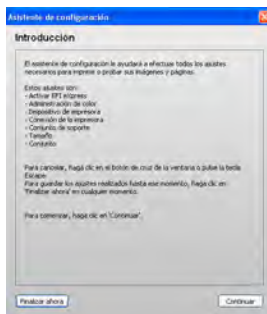 Asistente de configuración
Introducción
El asistente de configuración le ayudará a efectuar todos los ajustes
necesarios para imprimir o probar sus imágenes y páginas.
Estos ajustes son:
- Activar EFI eXpress
- Administración de color
- Dispositivo de impresora
- Conexión de la impresora
- Conjunto de soporte
- Tamaño
- Conjunto
Para cancelar, haga clic en el botón de cruz de la ventana o pulse la tecla
Escape.
Para guardar los ajustes realizados hasta ese momento, haga clic en
'Finalizar ahora' en cualquier momento.
Para comenzar, haga clic en 'Continuar'.
Finalizar ahora
Continuar